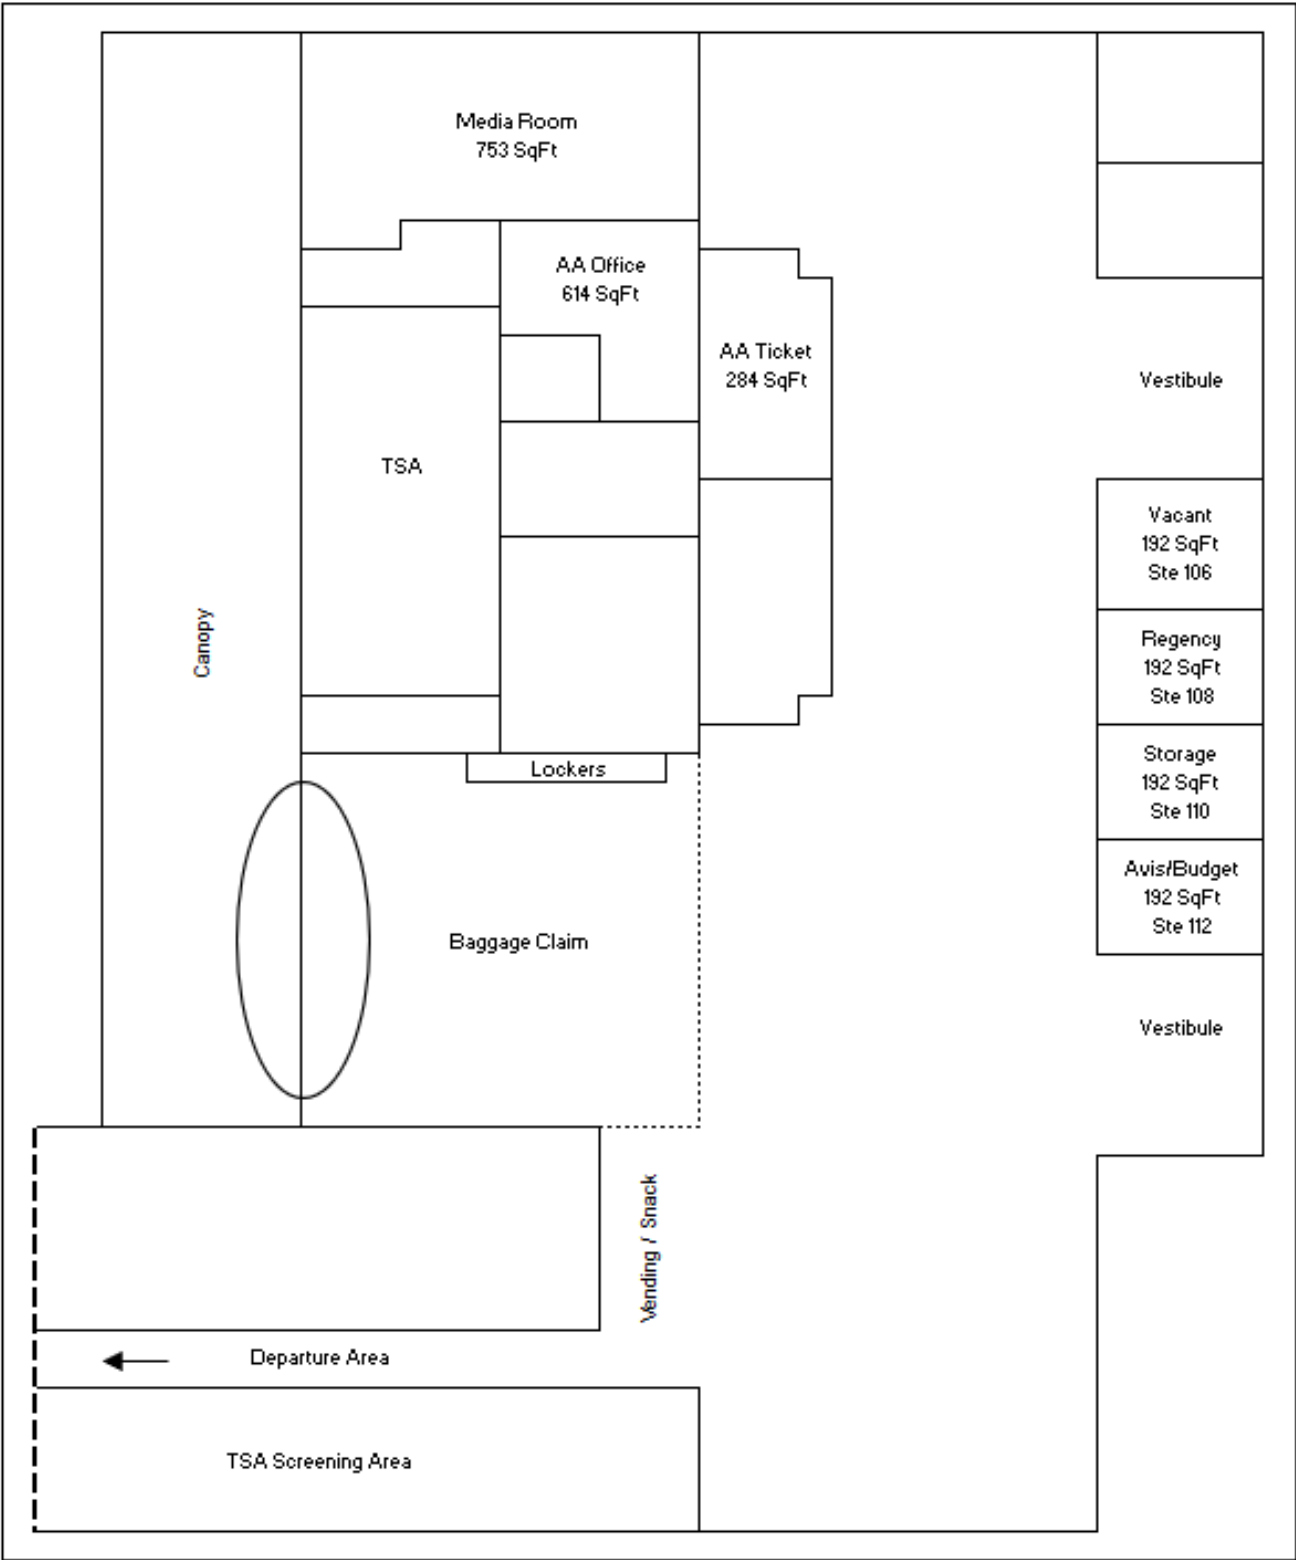 Media Room
753 SqFt
AA Office
614 SqFt
AA Ticket
284 SqFt
Vestibule
TSA
Vacant
192 SqFt
Ste 106
Regency
192 SqFt
Ste 108
Canopy
Storage
192 SqFt
Ste 110
Lockers
Avis/Budget
192 SqFt
Ste 112
Baggage Claim
Vestibule
Vending / Snack
Departure Area
TSA Screening Area